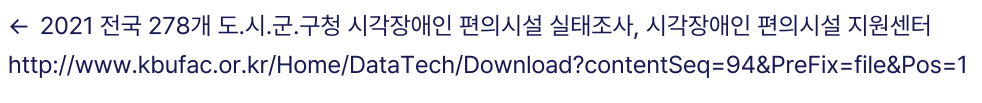 ← 2021 전국 278개 도.시.군.구청 시각장애인 편의시설 실태조사, 시각장애인 편의시설 지원센터
http://www.kbufac.or.kr/Home/DataTech/Download?contentSeq=94&PreFix=file&Pos=1